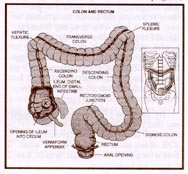 COLON AND RECTUM
SPLENIC
FLEXURE
HEPATIC
FLEXURE
TRANSVERSE
COLON
ASCENDING
COLON
DESCENDING
COLON
ILEUM, DISTAL
END OF SMALL
INTESTINE
RECTOSIGMOID
JUNCTION
OPENING OF ILEUM
INTO CECUM
SIGMOID COLON
VERMIFORM
APPENDIX
RECTUM
ANAL OPENING